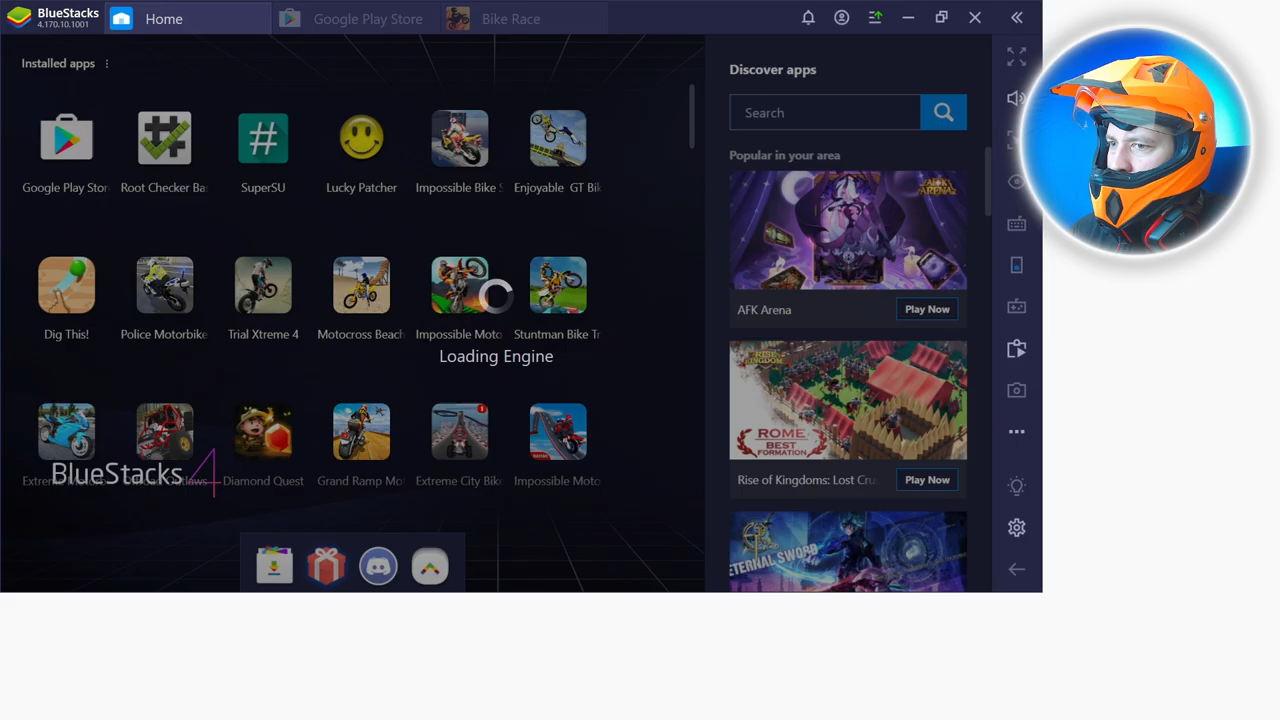 BlueStacks
4.170.10.1001
Home
Google Play Store
Bike Race
Installed apps
Google Play Stor
Root Checker Ba
SuperSU
Lucky Patcher
Impossible Bike S
Enjoyable GT Bik
Dig This!
Police Motorbike
Trial Xtreme 4
Motocross Beach
Impossible Moto
Stuntman Bike Tr
Loading Engine
Diamond Quest
Grand Ramp Mo
Extreme City Bik
Impossible Moto
BlueStacks 4
Discover apps
Search
Popular in your area
AFK ARENA
AFK Arena
Play Now
RISE OF KINGDOMS
ROME
BEST
FORMATION
Rise of Kingdoms: Lost Cru
Play Now
ETERNAL SWORD